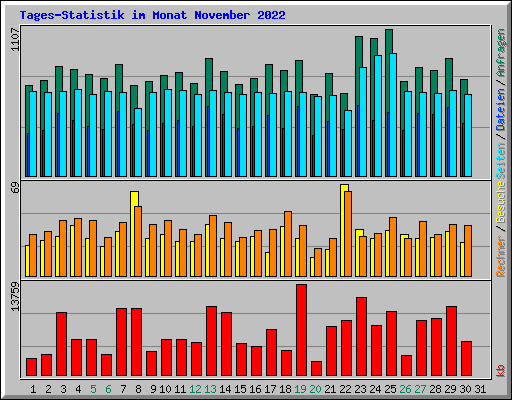 Tages-Statistik im Monat November 2022
1107
69
13759
Rechner / Besuche Seiten / Dateien / Anfragen
kb
1 2 3 4 5 6 7 8 9 10 11 12 13 14 15 16 17 18 19 20 21 22 23 24 25 26 27 28 29 30 31